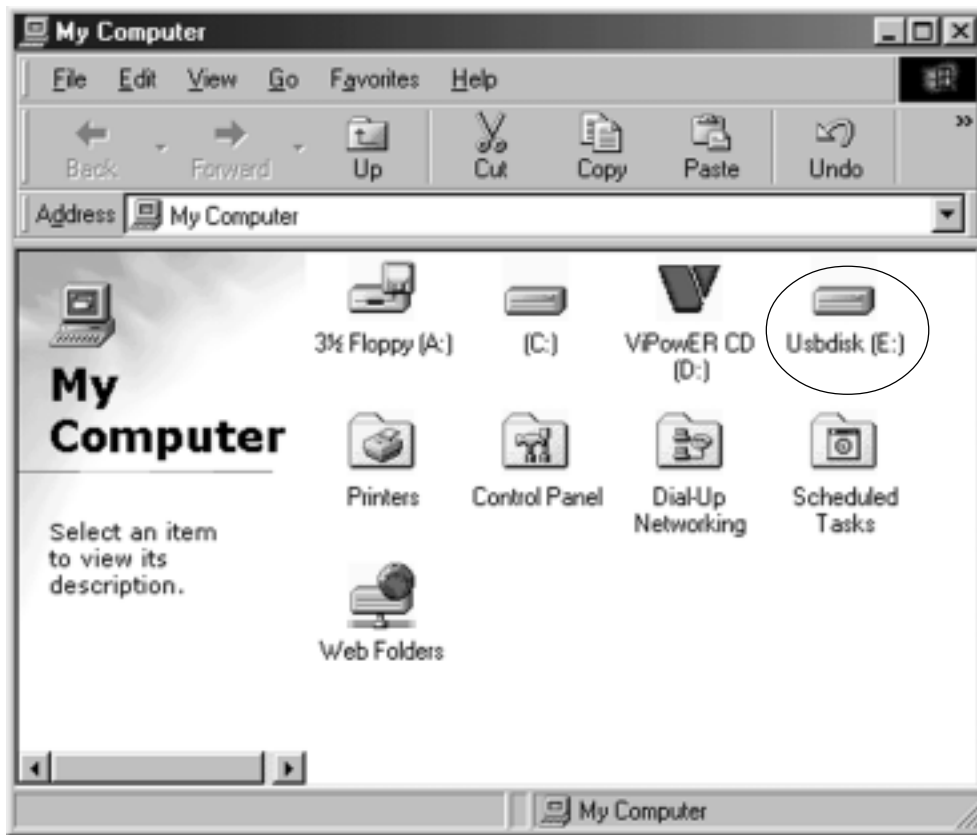 My Computer
File Edit View Go Favorites Help
Back Forward Up Cut Copy Paste Undo »
Address My Computer
3½ Floppy (A:) (C:) ViPowER CD (D:) Usbdisk (E:)
My
Computer
Printers Control Panel Dial-Up Networking Scheduled Tasks
Select an item
to view its
description.
Web Folders
My Computer